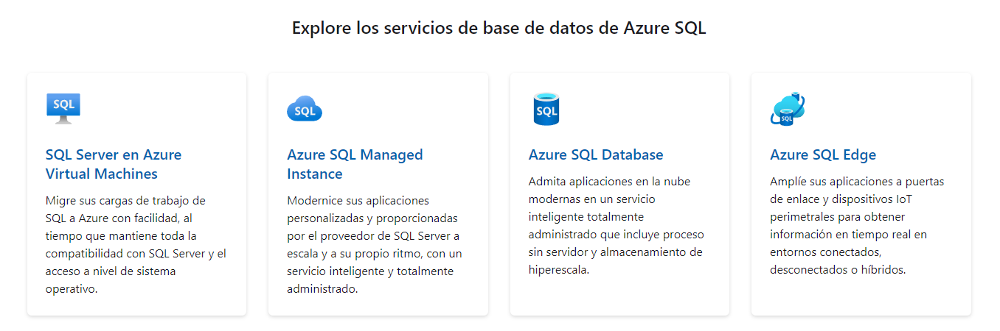 Explore los servicios de base de datos de Azure SQL
SQL
SQL Server en Azure
Virtual Machines
Migre sus cargas de trabajo de
SQL a Azure con facilidad, al
tiempo que mantiene toda la
compatibilidad con SQL Server y el
acceso a nivel de sistema
operativo.
SQL
Azure SQL Managed
Instance
Modernice sus aplicaciones
personalizadas y proporcionadas
por el proveedor de SQL Server a
escala y a su propio ritmo, con un
servicio inteligente y totalmente
administrado.
SQL
Azure SQL Database
Admita aplicaciones en la nube
modernas en un servicio
inteligente totalmente
administrado que incluye proceso
sin servidor y almacenamiento de
hiperescala.
SQL
Azure SQL Edge
Amplíe sus aplicaciones a puertas
de enlace y dispositivos IoT
perimetrales para obtener
información en tiempo real en
entornos conectados,
desconectados o híbridos.